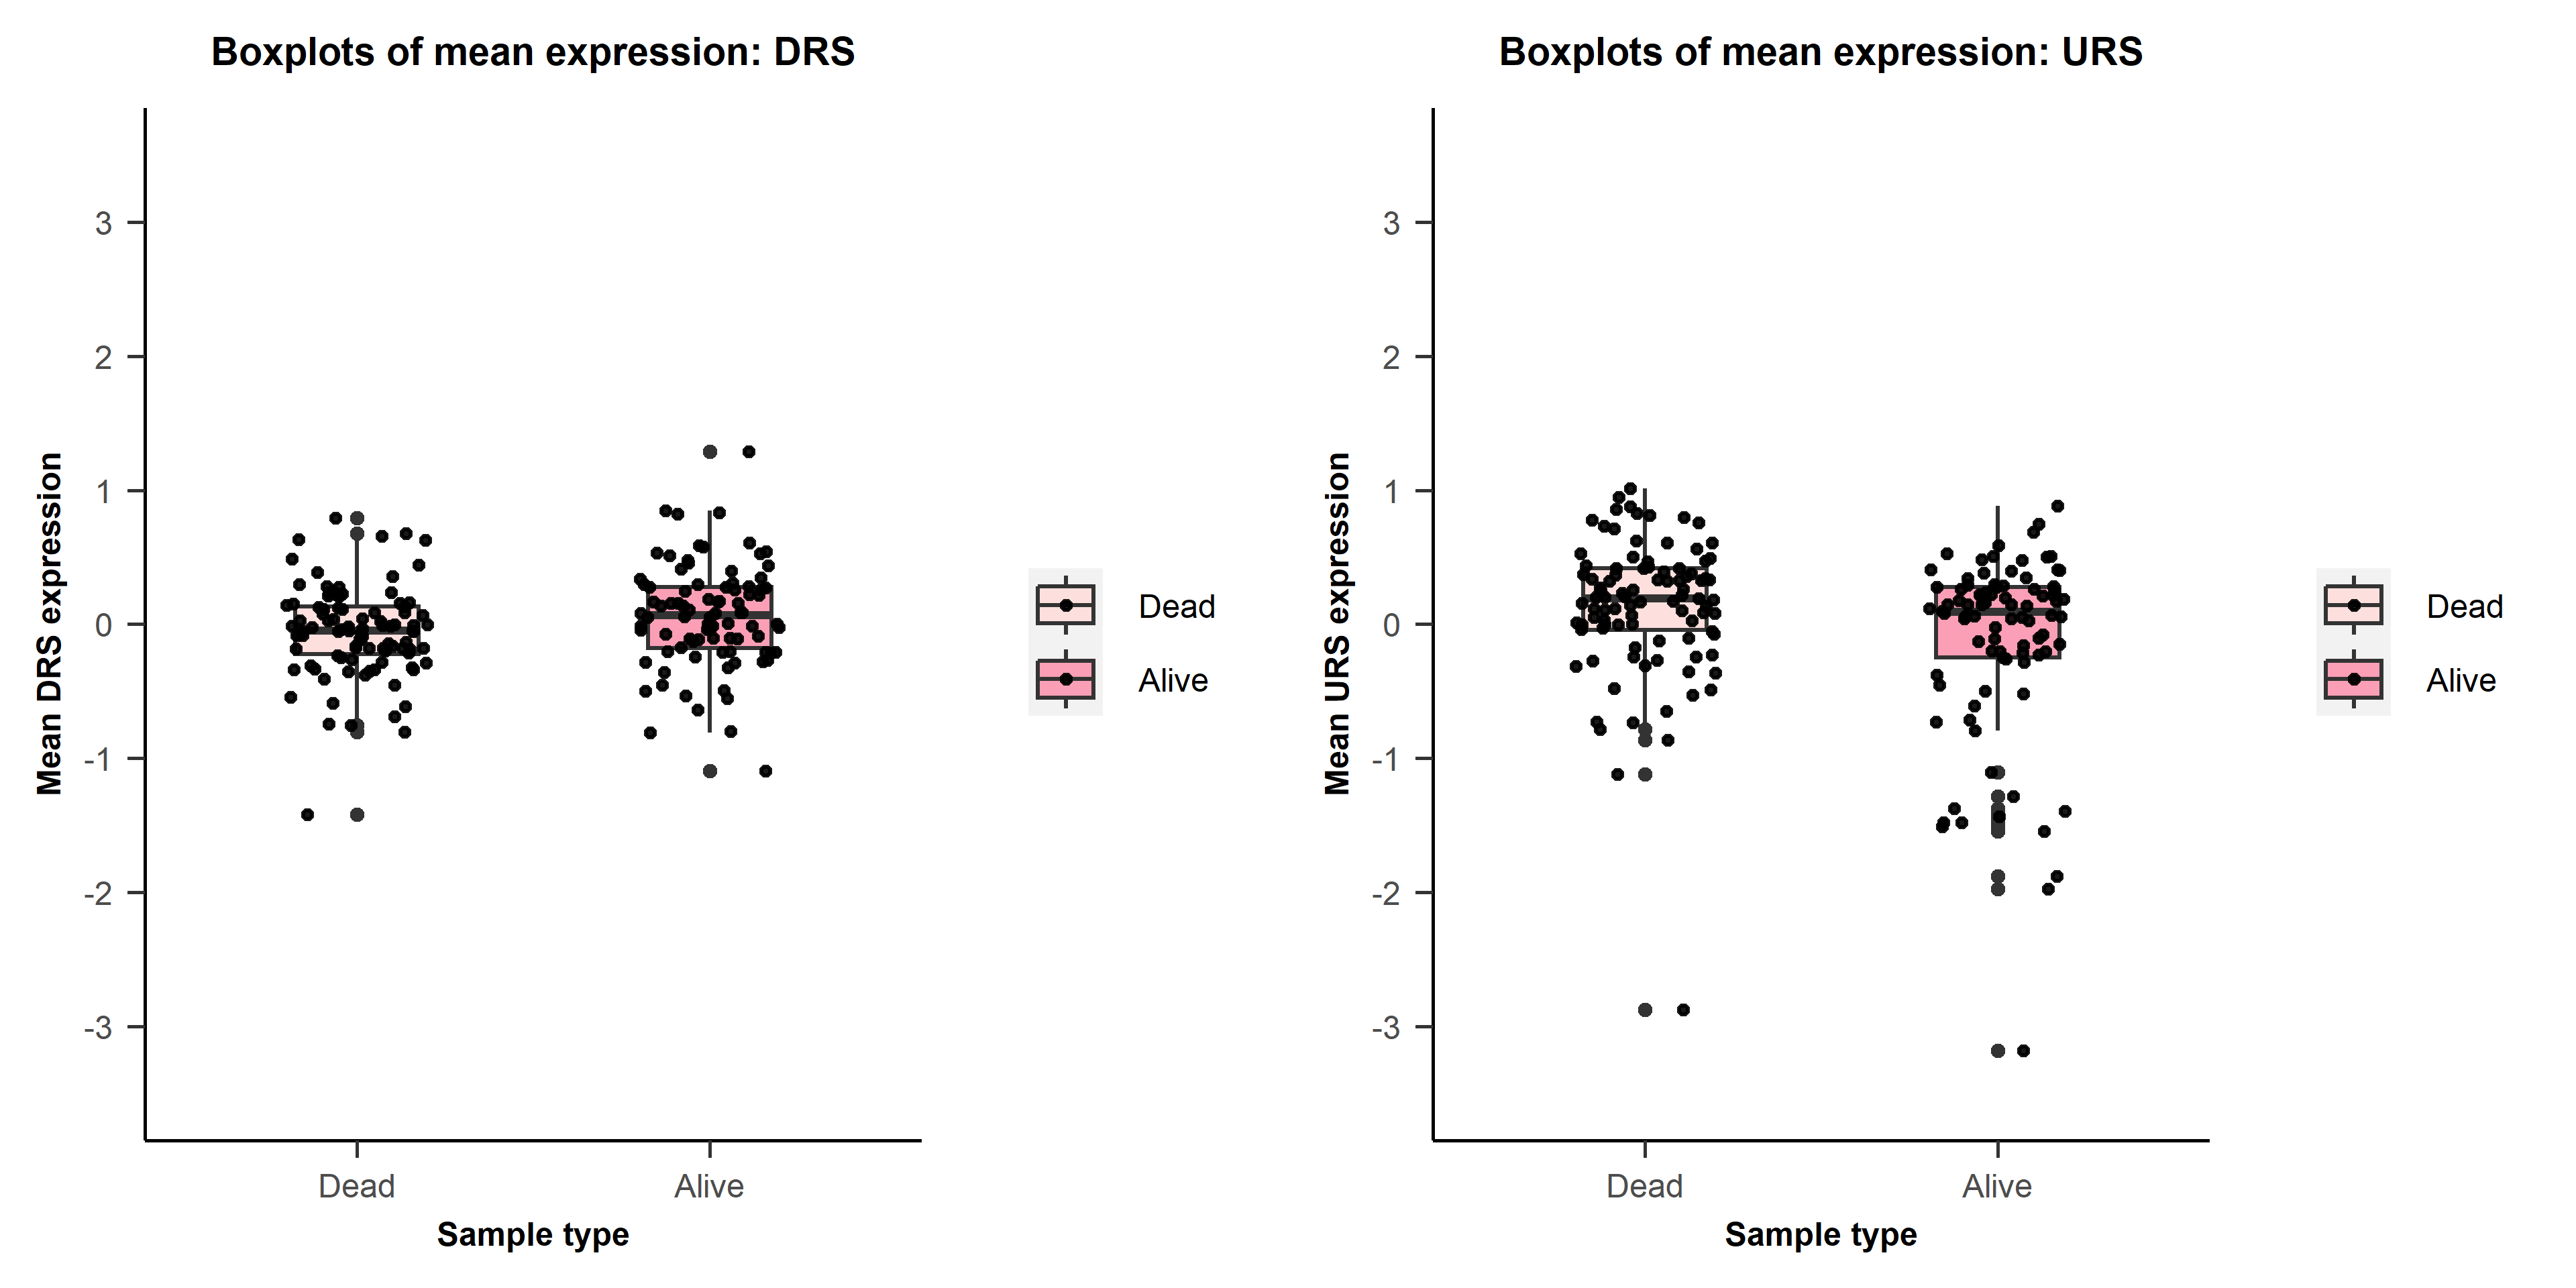 Boxplots of mean expression: DRS
Mean DRS expression
3
2
1
0
-1
-2
-3
Dead
Alive
Sample type
Dead
Alive
Boxplots of mean expression: URS
Mean URS expression
3
2
1
0
-1
-2
-3
Dead
Alive
Sample type
Dead
Alive